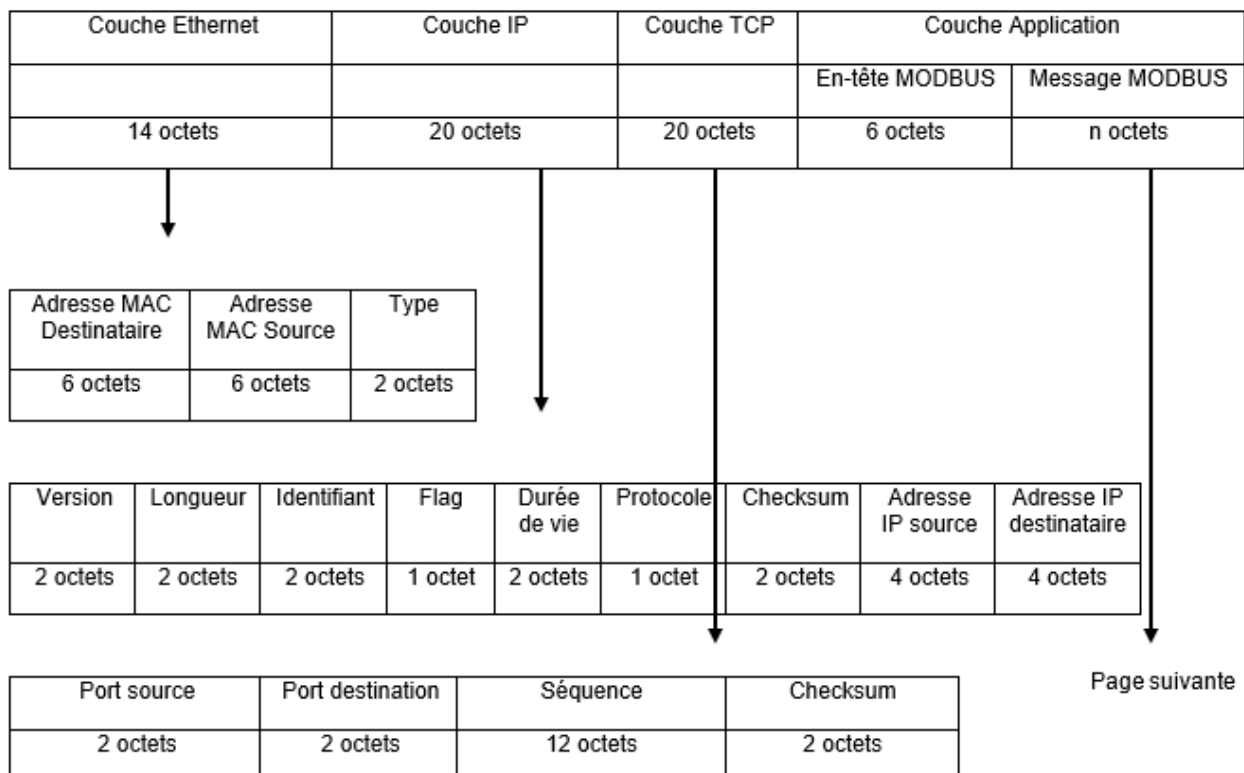 Couche Ethernet Couche IP Couche TCP Couche Application
En-tête MODBUS Message MODBUS
14 octets 20 octets 20 octets 6 octets n octets
Adresse MAC Adresse Type
Destinataire MAC Source
6 octets 6 octets 2 octets
Version Longueur Identifiant Flag Durée Protocole Checksum Adresse Adresse IP
de vie IP source destinataire
2 octets 2 octets 2 octets 1 octet 2 octets 1 octet 2 octets 4 octets 4 octets
Page suivante
Port source Port destination Séquence Checksum
2 octets 2 octets 12 octets 2 octets